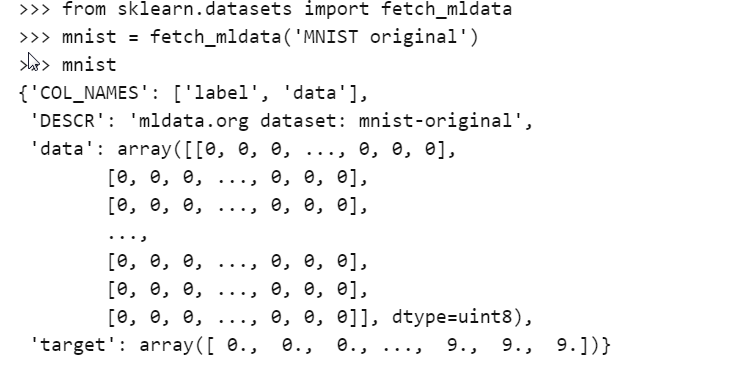 >>> from sklearn.datasets import fetch_mldata
>>> mnist = fetch_mldata('MNIST original')
>>> mnist
{'COL_NAMES': ['label', 'data'],
 'DESCR': 'mldata.org dataset: mnist-original',
 'data': array([[0, 0, 0, ..., 0, 0, 0],
        [0, 0, 0, ..., 0, 0, 0],
        [0, 0, 0, ..., 0, 0, 0],
        ...,
        [0, 0, 0, ..., 0, 0, 0],
        [0, 0, 0, ..., 0, 0, 0],
        [0, 0, 0, ..., 0, 0, 0]], dtype=uint8),
 'target': array([ 0.,  0.,  0., ...,  9.,  9.,  9.])}